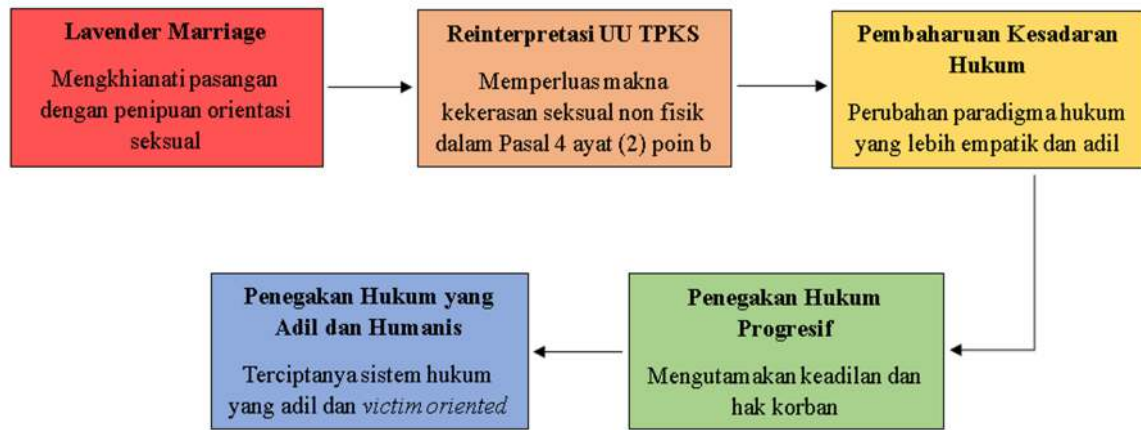 Lavender Marriage
Mengkhianati pasangan
dengan penipuan orientasi
seksual
Reinterpretasi UU TPKS
Memperluas makna
kekerasan seksual non fisik
dalam Pasal 4 ayat (2) poin b
Pembaharuan Kesadaran
Hukum
Perubahan paradigma hukum
yang lebih empatik dan adil
Penegakan Hukum
Progresif
Mengutamakan keadilan dan
hak korban
Penegakan Hukum yang
Adil dan Humanis
Terciptanya sistem hukum
yang adil dan victim oriented